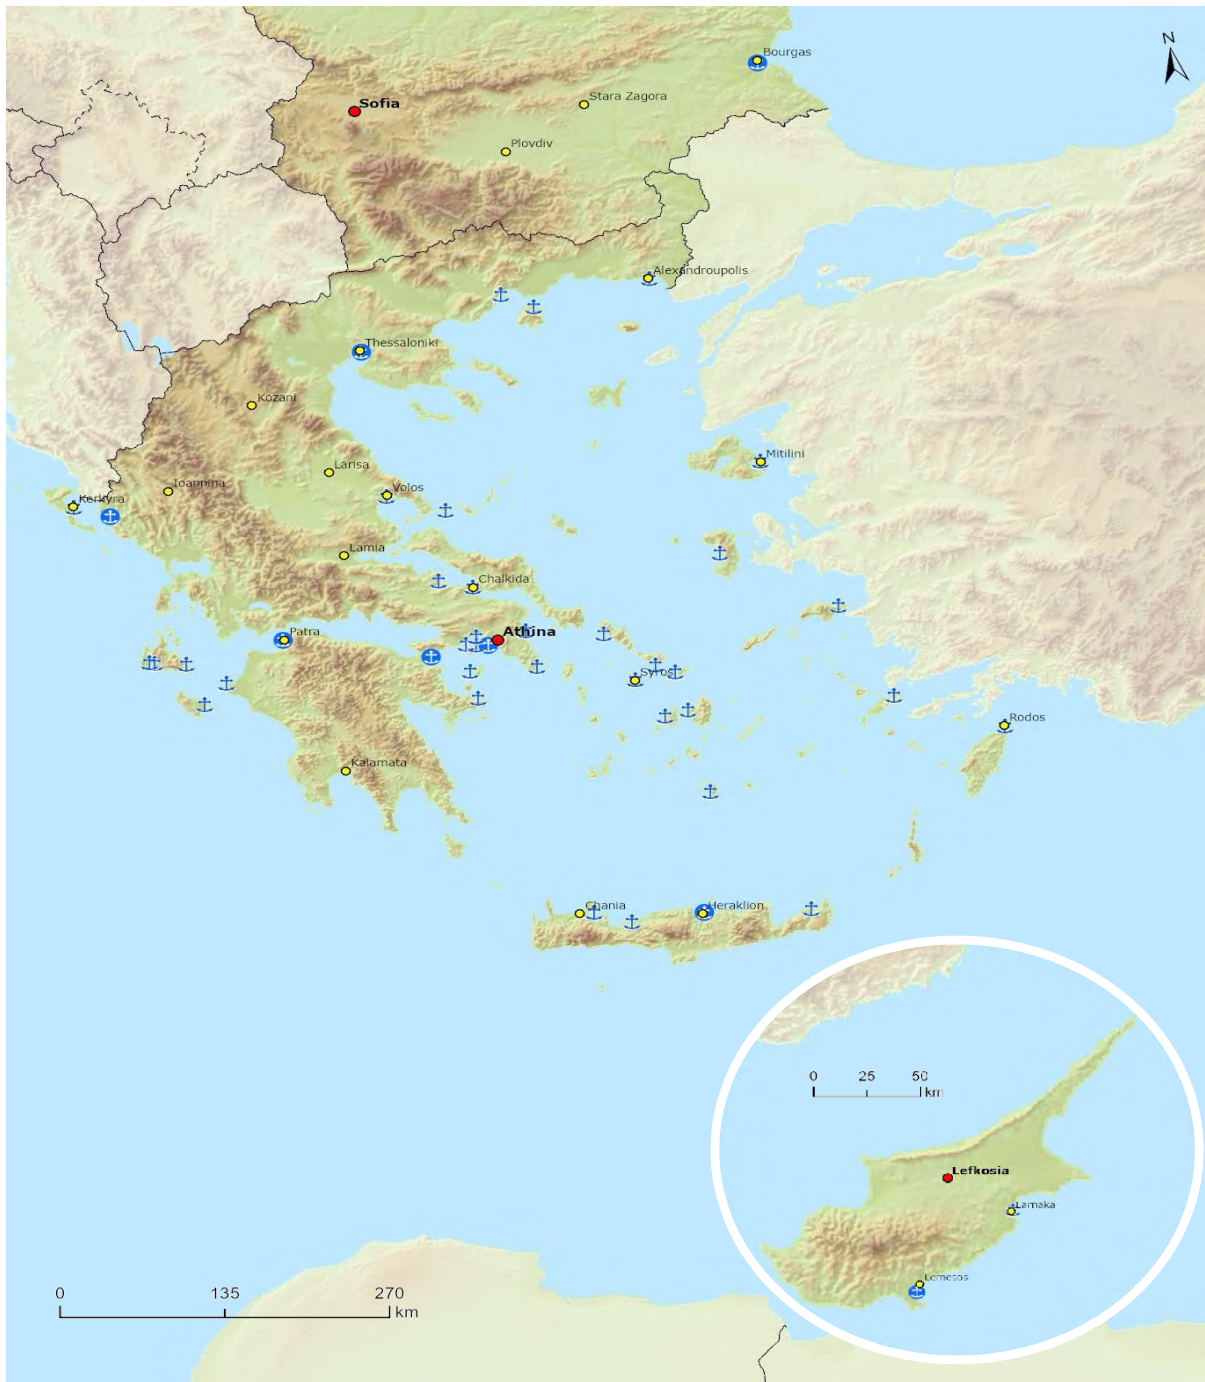 N
Bourgas
Sofia
Stara Zagora
Plovdiv
Alexandroupolis
Thessaloniki
Kozani
Mitilini
Larisa
Ioannina
Volos
Kerkyra
Lamia
Chalkida
Patra
Athina
Syros
Rodos
Kalamata
Chania
Heraklion
0 25 50
km
Lefkosia
Larnaka
Lemesos
0 135 270
km